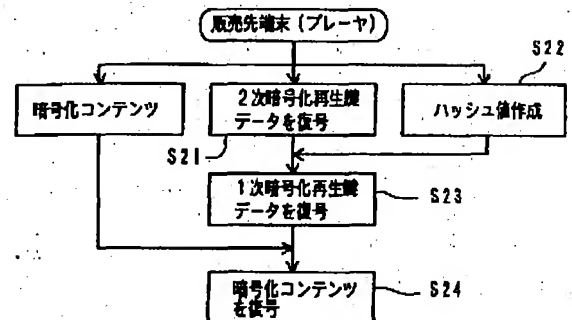 販売先端末（プレーヤ）
S22
暗号化コンテンツ
2次暗号化再生鍵
データを復号
ハッシュ値作成
S21
1次暗号化再生鍵
データを復号
S23
暗号化コンテンツ
を復号
S24